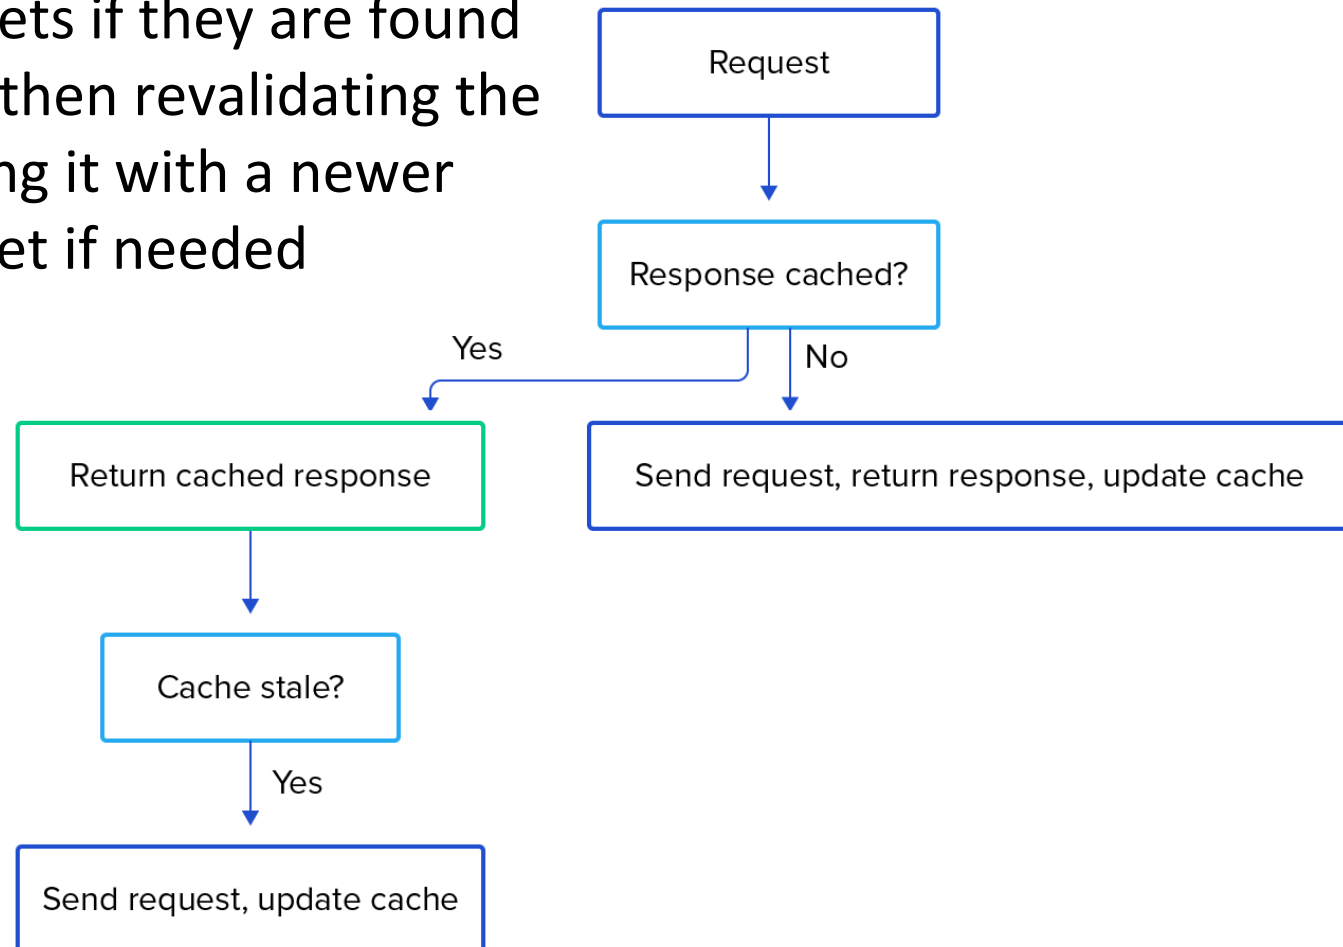 ets if they are found
then revalidating the
ng it with a newer
et if needed
Request
Response cached?
Yes
No
Return cached response
Send request, return response, update cache
Cache stale?
Yes
Send request, update cache